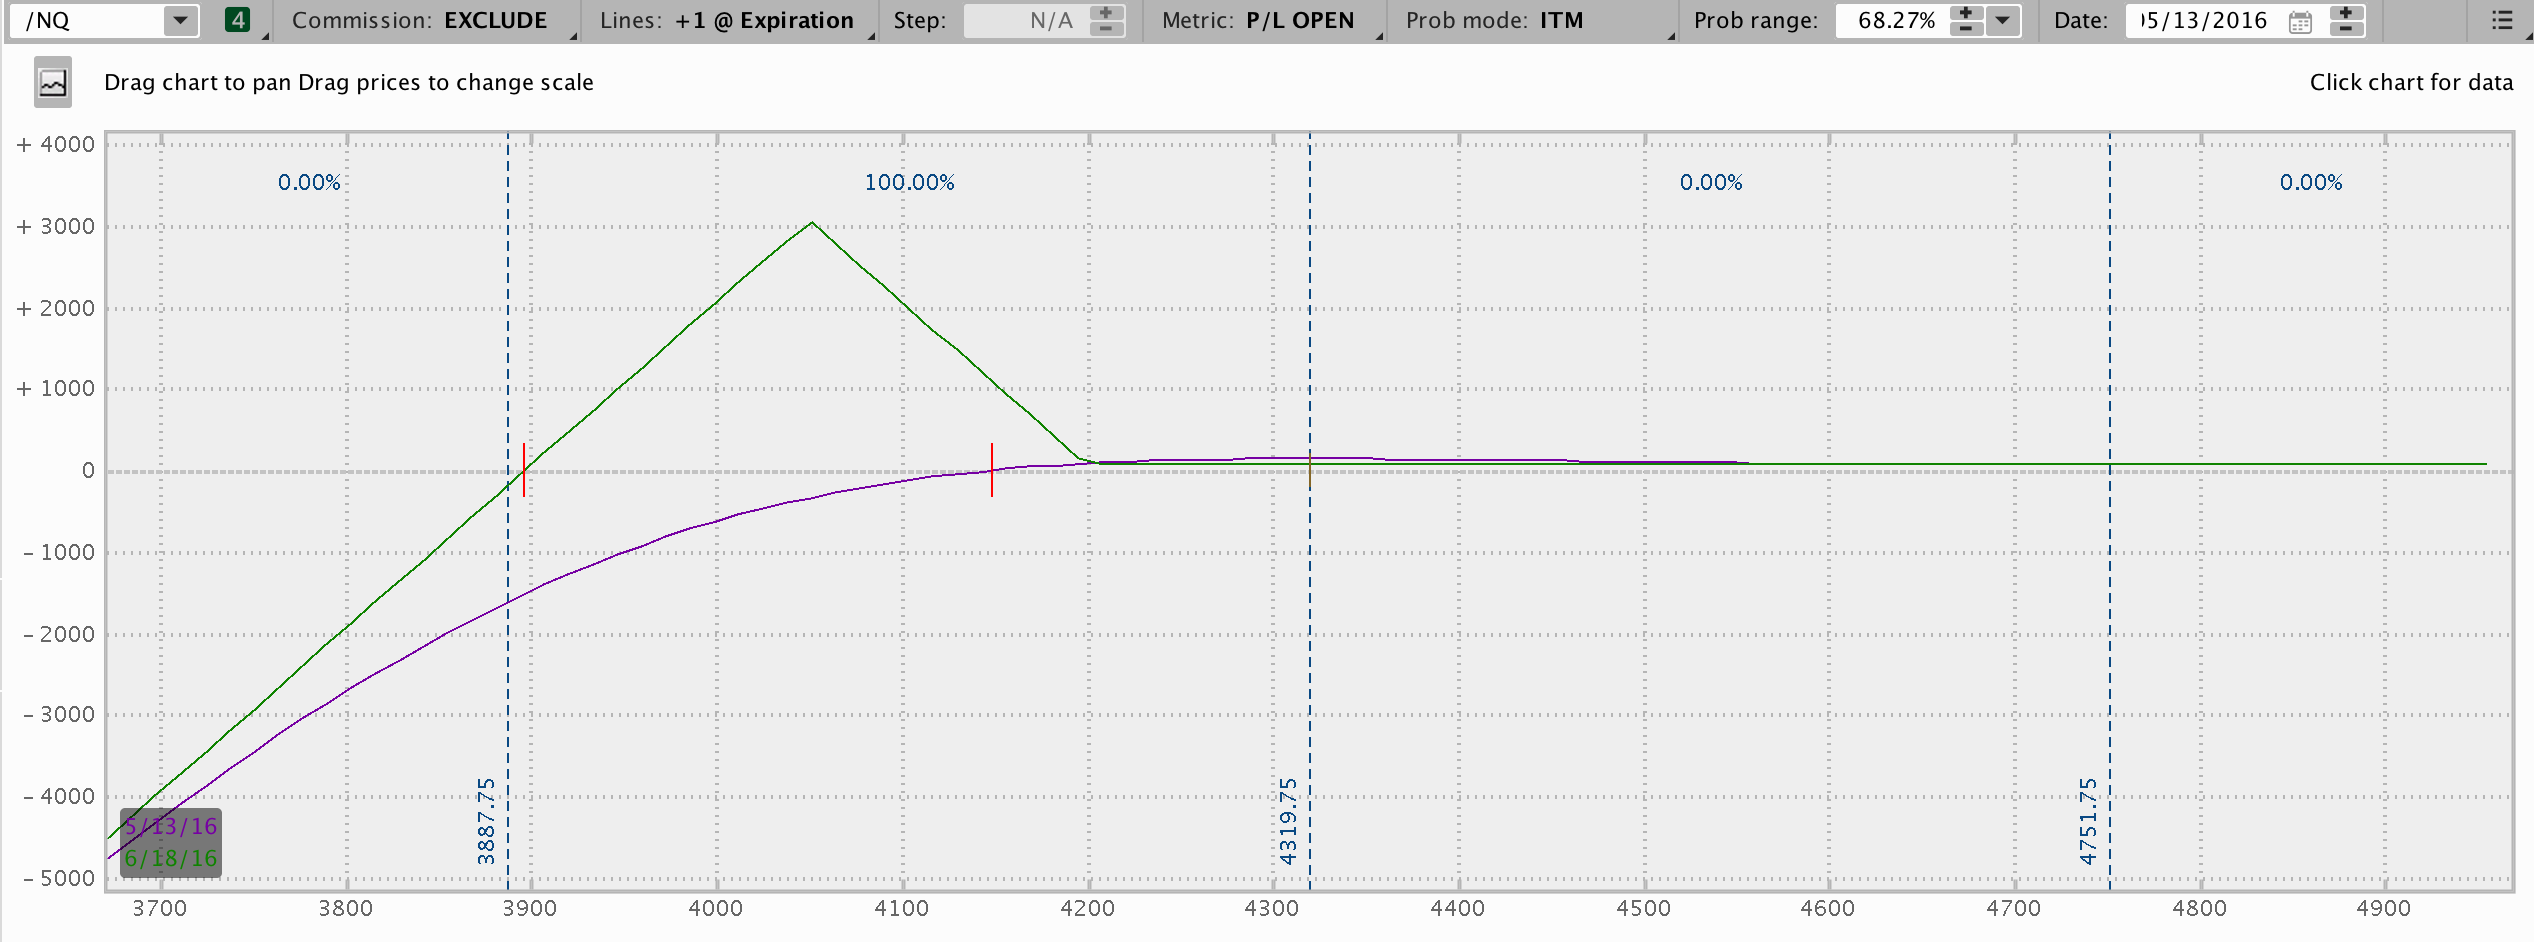 /NQ 4 Commission: EXCLUDE Lines: +1 @ Expiration Step: N/A Metric: P/L OPEN Prob mode: ITM Prob range: 68.27% Date: 05/13/2016
Drag chart to pan Drag prices to change scale Click chart for data
+ 4000
0.00% 100.00% 0.00% 0.00%
+ 3000
+ 2000
+ 1000
0
- 1000
- 2000
- 3000
- 4000
3887.75 4319.75 4751.75
5/13/16
6/18/16
- 5000
3700 3800 3900 4000 4100 4200 4300 4400 4500 4600 4700 4800 4900